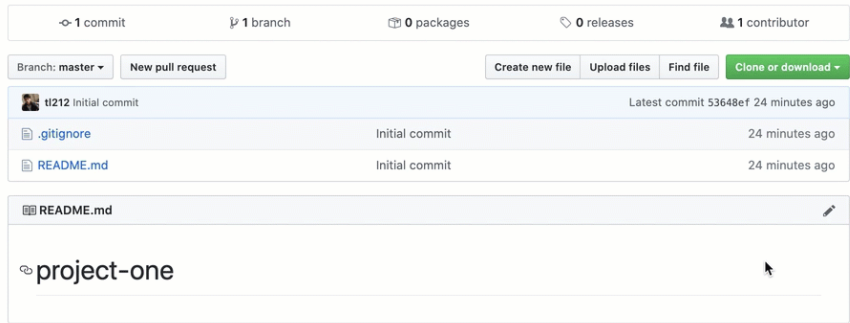 1 commit 1 branch 0 packages 0 releases 1 contributor
Branch: master New pull request Create new file Upload files Find file Clone or download
tl212 Initial commit Latest commit 53648ef 24 minutes ago
.gitignore Initial commit 24 minutes ago
README.md Initial commit 24 minutes ago
README.md
project-one